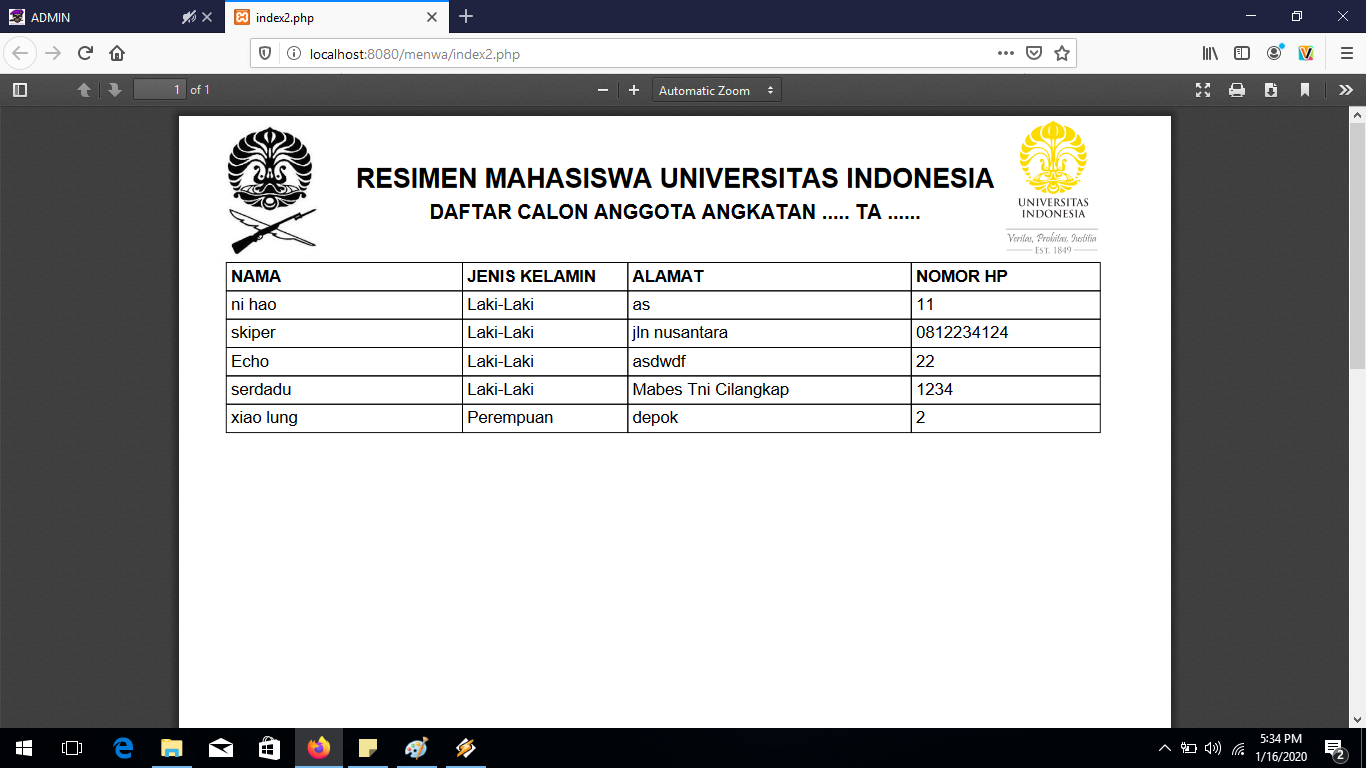 ADMIN
index2.php
localhost:8080/menwa/index2.php
1 of 1
Automatic Zoom
RESIMEN MAHASISWA UNIVERSITAS INDONESIA
DAFTAR CALON ANGGOTA ANGKATAN ..... TA ......
UNIVERSITAS
INDONESIA
Veritas, Probitas, Iustitia
EST. 1849
NAMA JENIS KELAMIN ALAMAT NOMOR HP
ni hao Laki-Laki as 11
skiper Laki-Laki jln nusantara 0812234124
Echo Laki-Laki asdwdf 22
serdadu Laki-Laki Mabes Tni Cilangkap 1234
xiao lung Perempuan depok 2
5:34 PM
1/16/2020
2